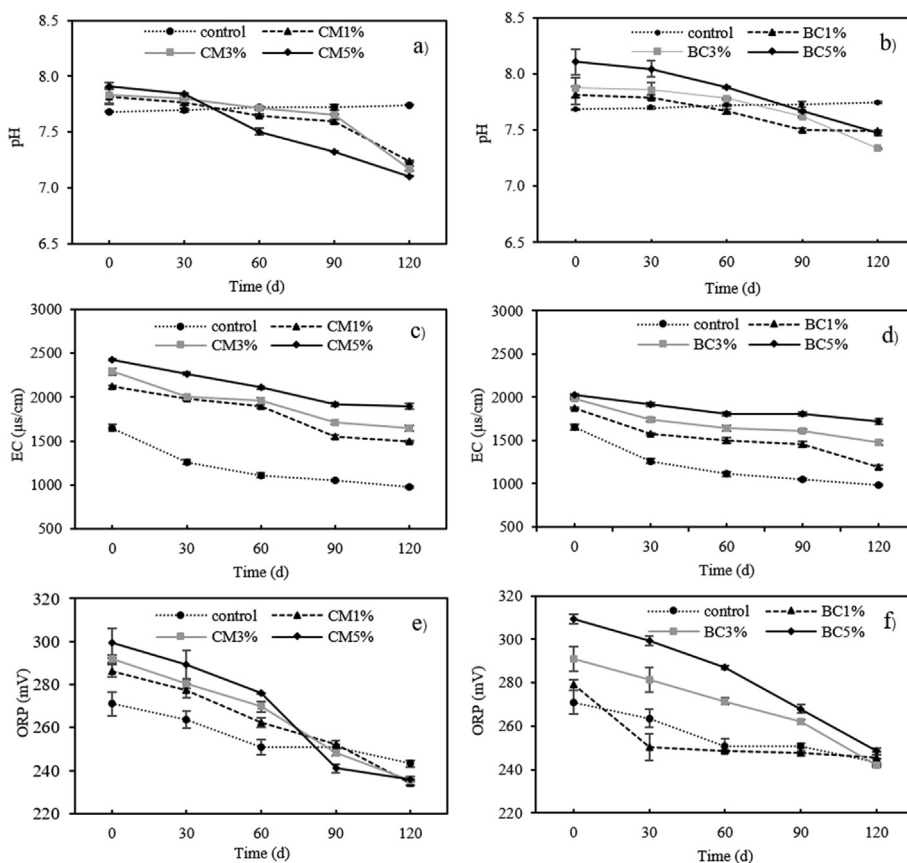 8.5
8.0
7.5
7.0
6.5
pH
control CM1%
CM3% CM5%
a)
0 30 60 90 120
Time (d)
8.5
8.0
7.5
7.0
6.5
pH
control BC1%
BC3% BC5%
b)
0 30 60 90 120
Time (d)
3000
2500
2000
1500
1000
500
EC (μs/cm)
control CM1%
CM3% CM5%
c)
0 30 60 90 120
Time (d)
3000
2500
2000
1500
1000
500
EC (μs/cm)
control BC1%
BC3% BC5%
d)
0 30 60 90 120
Time (d)
320
300
280
260
240
220
ORP (mV)
control CM1%
CM3% CM5%
e)
0 30 60 90 120
Time (d)
320
300
280
260
240
220
ORP (mV)
control BC1%
BC3% BC5%
f)
0 30 60 90 120
Time (d)